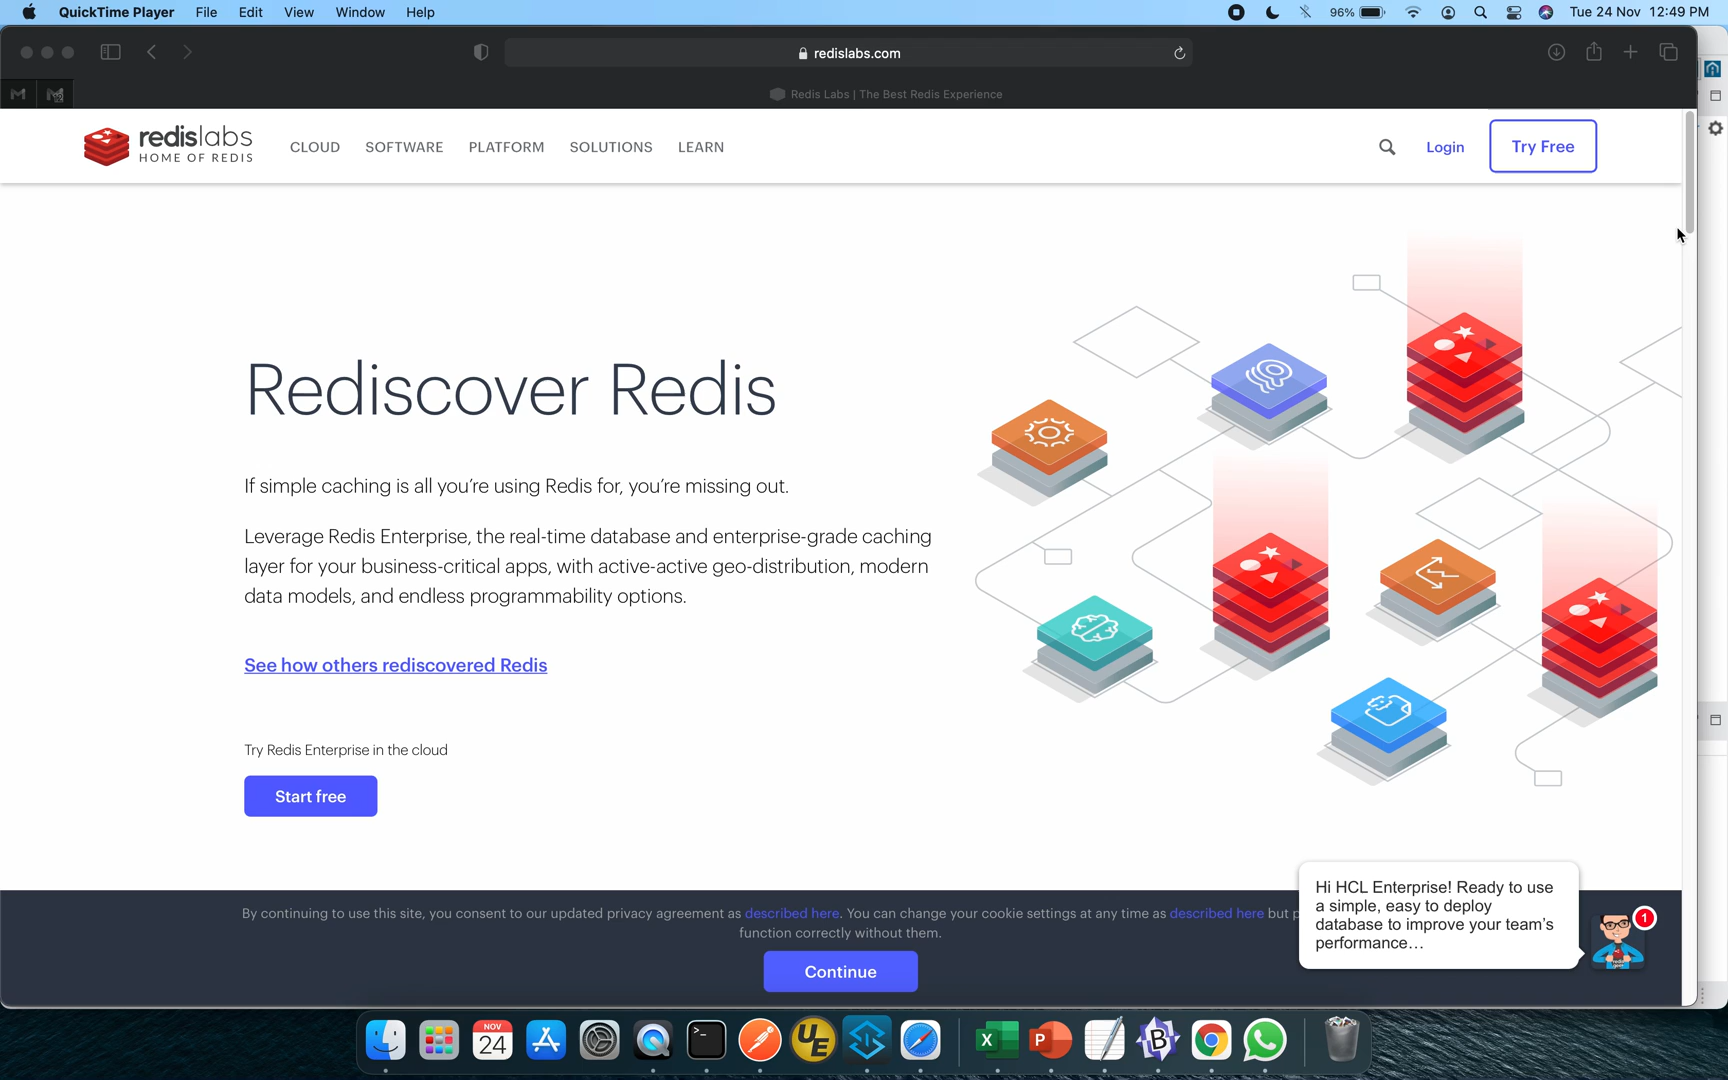 QuickTime Player File Edit View Window Help
96% Tue 24 Nov 12:49 PM
redislabs.com
Redis Labs | The Best Redis Experience
redislabs
HOME OF REDIS
CLOUD SOFTWARE PLATFORM SOLUTIONS LEARN
Login
Try Free
Rediscover Redis
If simple caching is all you're using Redis for, you're missing out.
Leverage Redis Enterprise, the real-time database and enterprise-grade caching
layer for your business-critical apps, with active-active geo-distribution, modern
data models, and endless programmability options.
See how others rediscovered Redis
Try Redis Enterprise in the cloud
Start free
By continuing to use this site, you consent to our updated privacy agreement as described here. You can change your cookie settings at any time as described here but
function correctly without them.
Continue
Hi HCL Enterprise! Ready to use
a simple, easy to deploy
database to improve your team's
performance...
1
NOV
24
UE
X
P
B